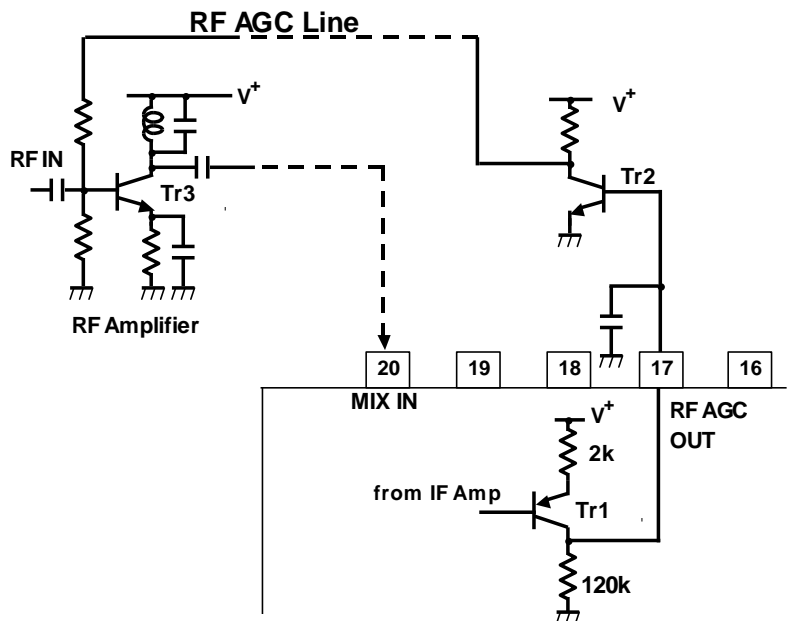 RF AGC Line
V+
V+
RF IN
Tr3
Tr2
RF Amplifier
20
19
18
17
16
MIX IN
RF AGC
OUT
V+
2k
from IF Amp
Tr1
120k